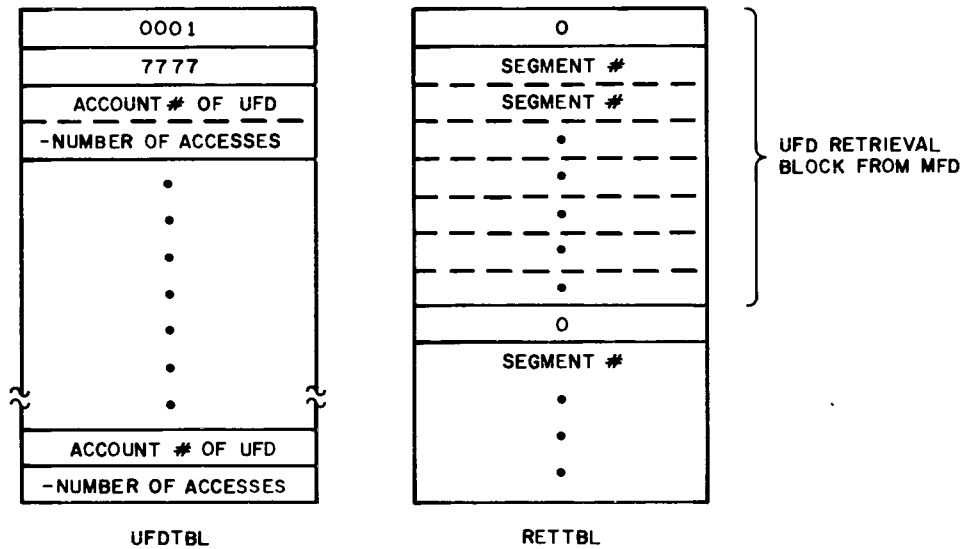 0001
7777
ACCOUNT # OF UFD
-NUMBER OF ACCESSES
ACCOUNT # OF UFD
-NUMBER OF ACCESSES
UFDTBL
0
SEGMENT #
SEGMENT #
0
SEGMENT #
RETTBL
UFD RETRIEVAL
BLOCK FROM MFD